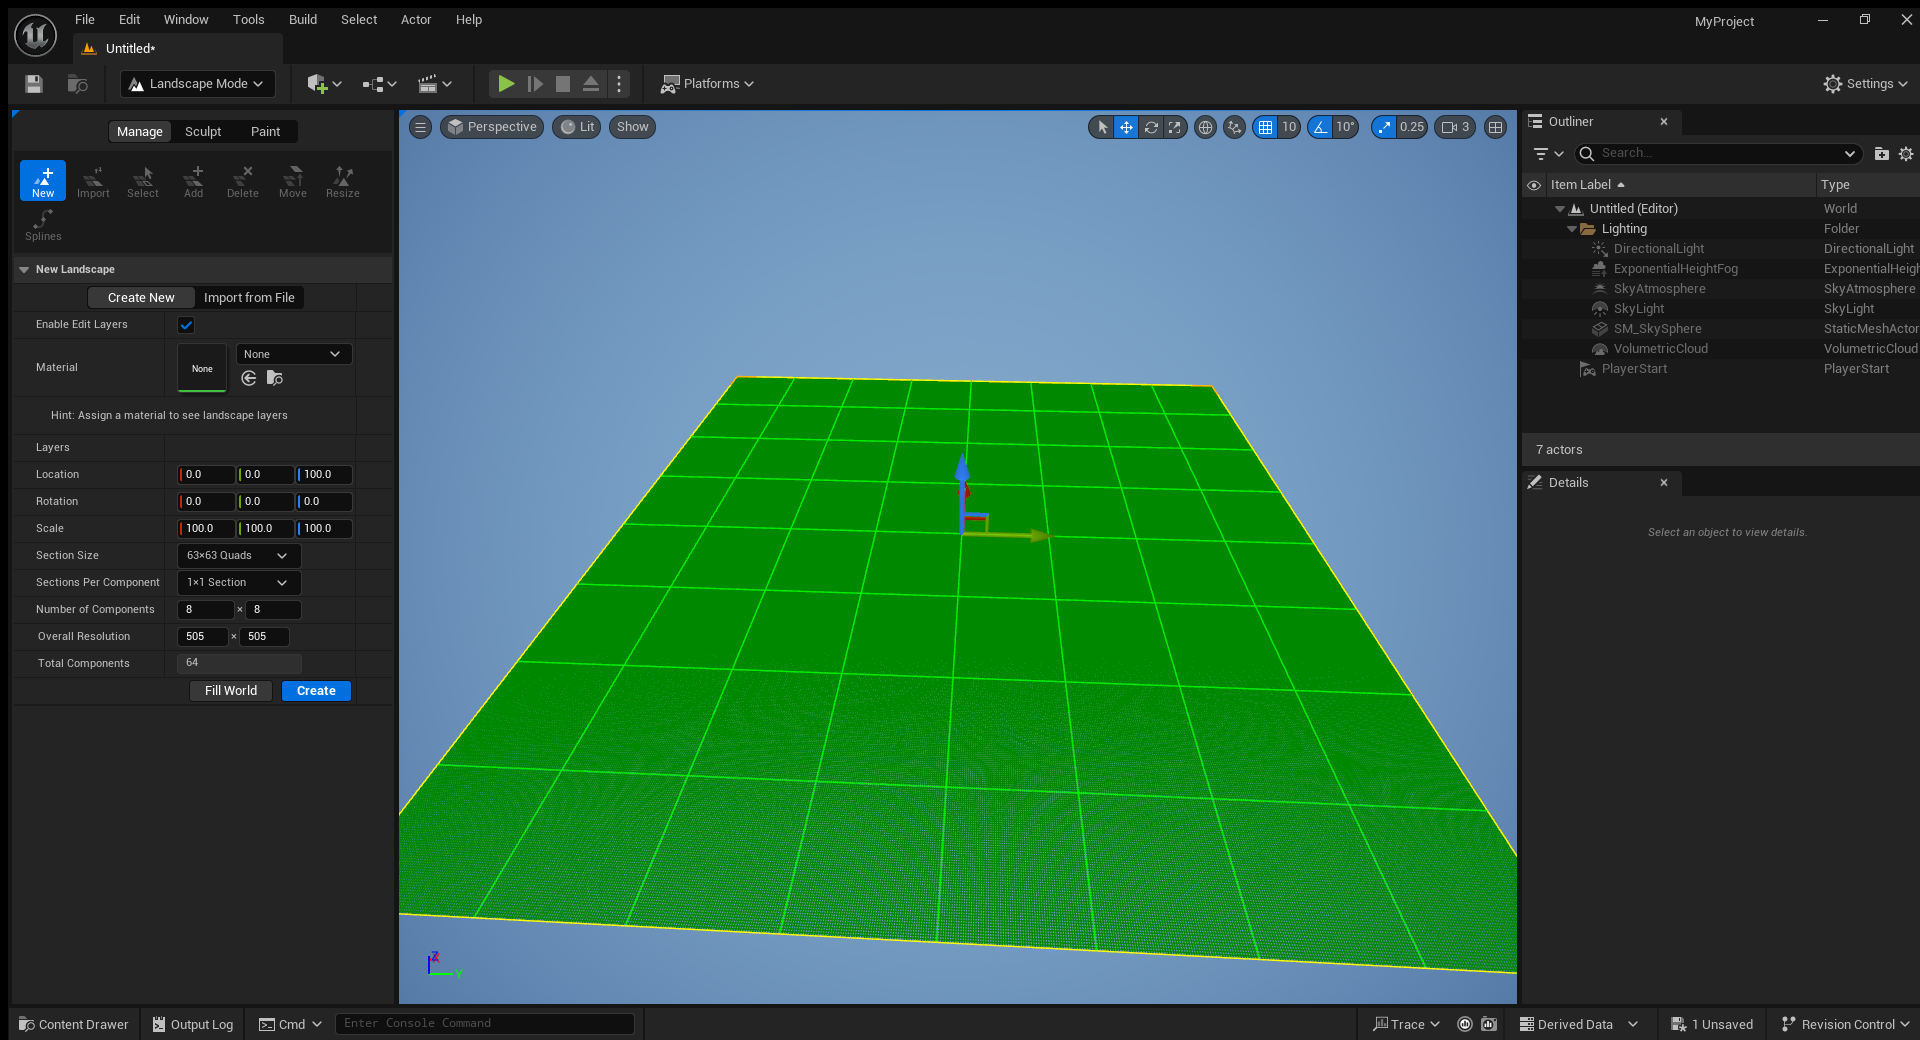 File Edit Window Tools Build Select Actor Help
MyProject
Untitled*
Landscape Mode
Platforms
Settings
Manage Sculpt Paint
New Import Select Add Delete Move Resize
Splines
New Landscape
Create New Import from File
Enable Edit Layers
Material None None
Hint: Assign a material to see landscape layers
Layers
Location 0.0 0.0 100.0
Rotation 0.0 0.0 0.0
Scale 100.0 100.0 100.0
Section Size 63×63 Quads
Sections Per Component 1×1 Section
Number of Components 8 × 8
Overall Resolution 505 × 505
Total Components 64
Fill World Create
Perspective Lit Show
10 10° 0.25 3
Z
X
Y
Outliner
Search...
Item Label Type
Untitled (Editor) World
Lighting Folder
DirectionalLight DirectionalLight
ExponentialHeightFog ExponentialHeigh
SkyAtmosphere SkyAtmosphere
SkyLight SkyLight
SM_SkySphere StaticMeshActor
VolumetricCloud VolumetricCloud
PlayerStart PlayerStart
7 actors
Details
Select an object to view details.
Content Drawer Output Log Cmd Enter Console Command
Trace Derived Data 1 Unsaved Revision Control